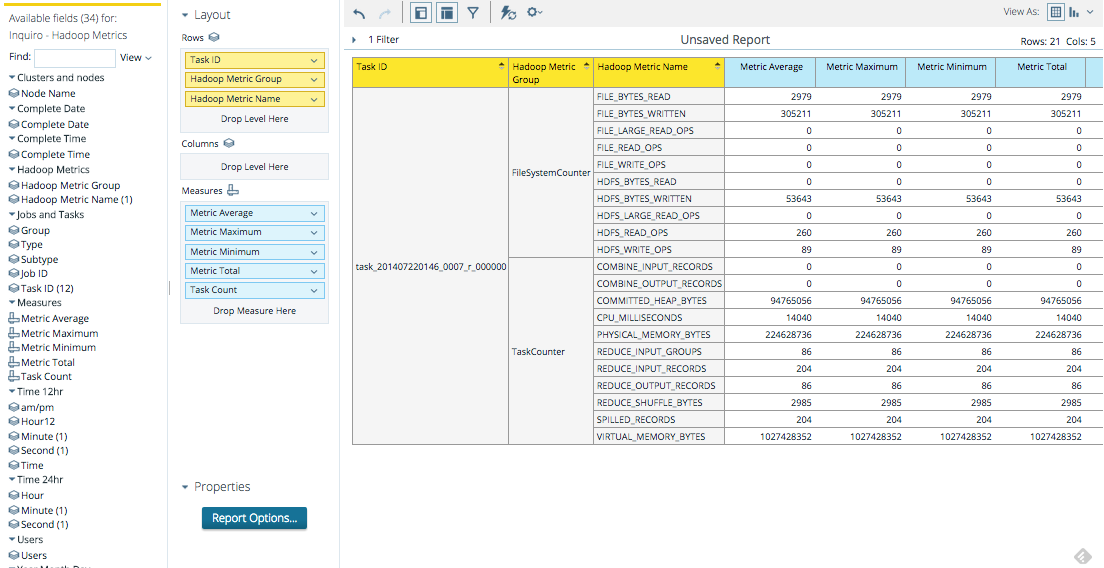 Available fields (34) for:
Inquiro - Hadoop Metrics
Find:
View
Clusters and nodes
Node Name
Complete Date
Complete Date
Complete Time
Complete Time
Hadoop Metrics
Hadoop Metric Group
Hadoop Metric Name (1)
Jobs and Tasks
Group
Type
Subtype
Job ID
Task ID (12)
Measures
Metric Average
Metric Maximum
Metric Minimum
Metric Total
Task Count
Time 12hr
am/pm
Hour12
Minute (1)
Second (1)
Time
Time 24hr
Hour
Minute (1)
Second (1)
Users
Users
Layout
Rows
Task ID
Hadoop Metric Group
Hadoop Metric Name
Drop Level Here
Columns
Drop Level Here
Measures
Metric Average
Metric Maximum
Metric Minimum
Metric Total
Task Count
Drop Measure Here
Properties
Report Options...
View As:
1 Filter
Unsaved Report
Rows: 21 Cols: 5
Task ID Hadoop Metric Group Hadoop Metric Name Metric Average Metric Maximum Metric Minimum Metric Total
task_201407220146_0007_r_000000
FileSystemCounter
FILE_BYTES_READ 2979 2979 2979 2979
FILE_BYTES_WRITTEN 305211 305211 305211 305211
FILE_LARGE_READ_OPS 0 0 0 0
FILE_READ_OPS 0 0 0 0
FILE_WRITE_OPS 0 0 0 0
HDFS_BYTES_READ 0 0 0 0
HDFS_BYTES_WRITTEN 53643 53643 53643 53643
HDFS_LARGE_READ_OPS 0 0 0 0
HDFS_READ_OPS 260 260 260 260
HDFS_WRITE_OPS 89 89 89 89
TaskCounter
COMBINE_INPUT_RECORDS 0 0 0 0
COMBINE_OUTPUT_RECORDS 0 0 0 0
COMMITTED_HEAP_BYTES 94765056 94765056 94765056 94765056
CPU_MILLISECONDS 14040 14040 14040 14040
PHYSICAL_MEMORY_BYTES 224628736 224628736 224628736 224628736
REDUCE_INPUT_GROUPS 86 86 86 86
REDUCE_INPUT_RECORDS 204 204 204 204
REDUCE_OUTPUT_RECORDS 86 86 86 86
REDUCE_SHUFFLE_BYTES 2985 2985 2985 2985
SPILLED_RECORDS 204 204 204 204
VIRTUAL_MEMORY_BYTES 1027428352 1027428352 1027428352 1027428352